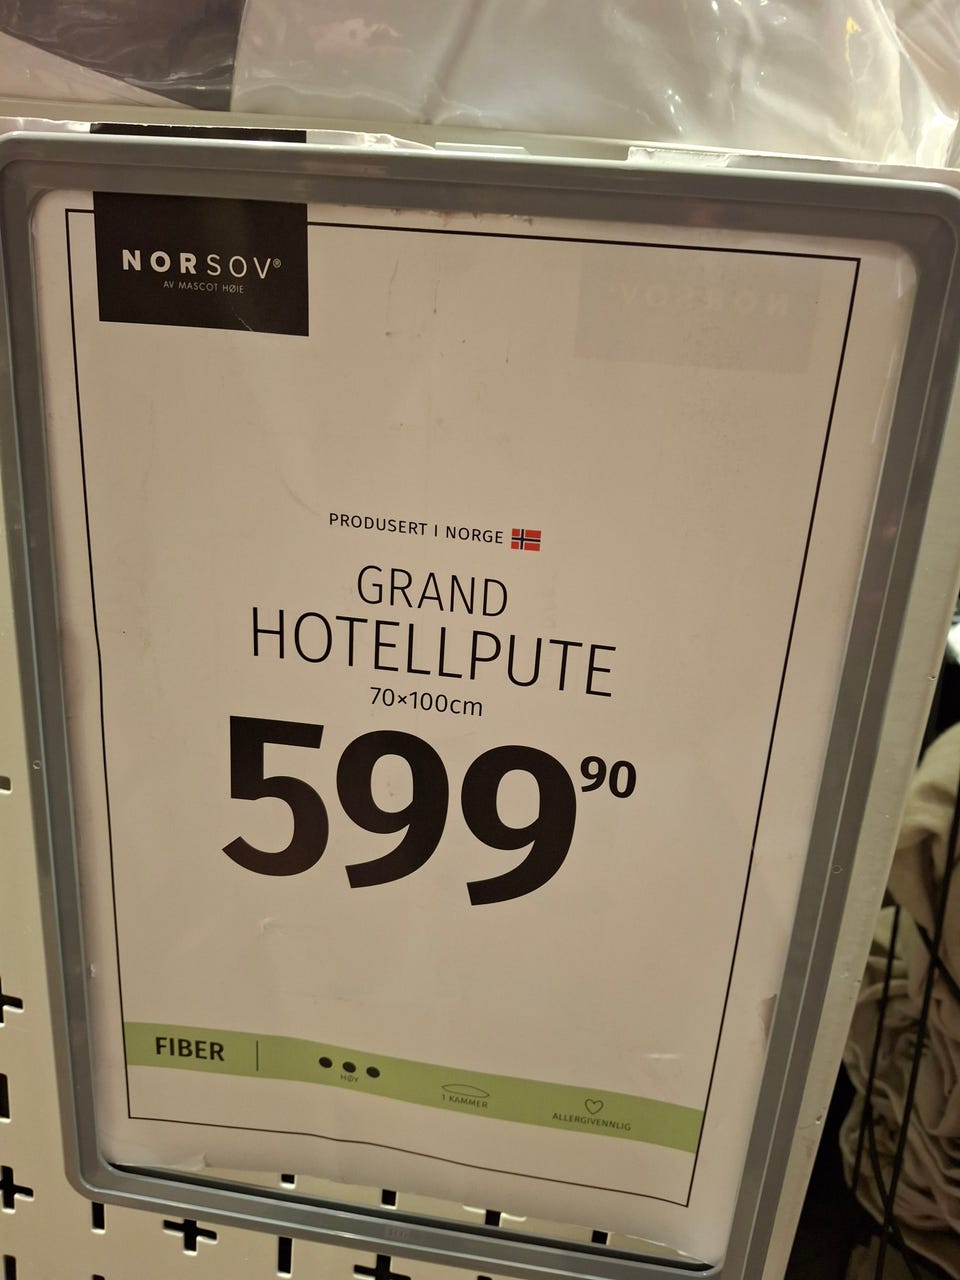 NORSOV®
AV MASCOT HØIE
PRODUSERT I NORGE
GRAND
HOTELLPUTE
70×100cm
599 90
FIBER
HØY
1 KAMMER
ALLERGIVENNLIG